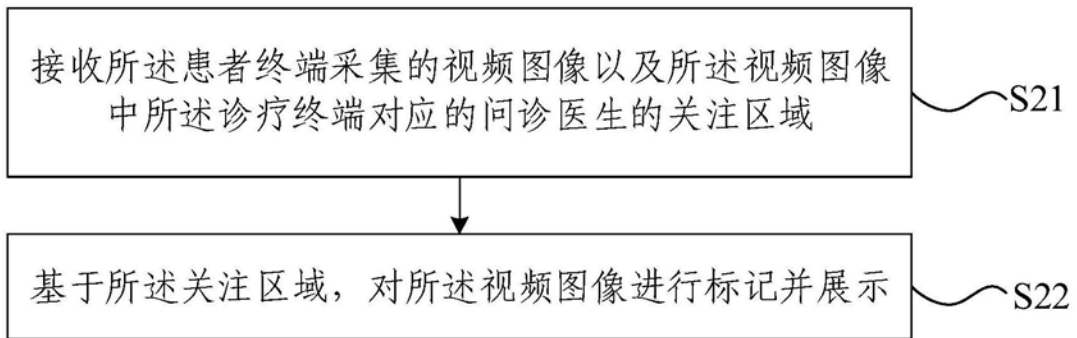 接收所述患者终端采集的视频图像以及所述视频图像
中所述诊疗终端对应的问诊医生的关注区域
S21
基于所述关注区域，对所述视频图像进行标记并展示
S22